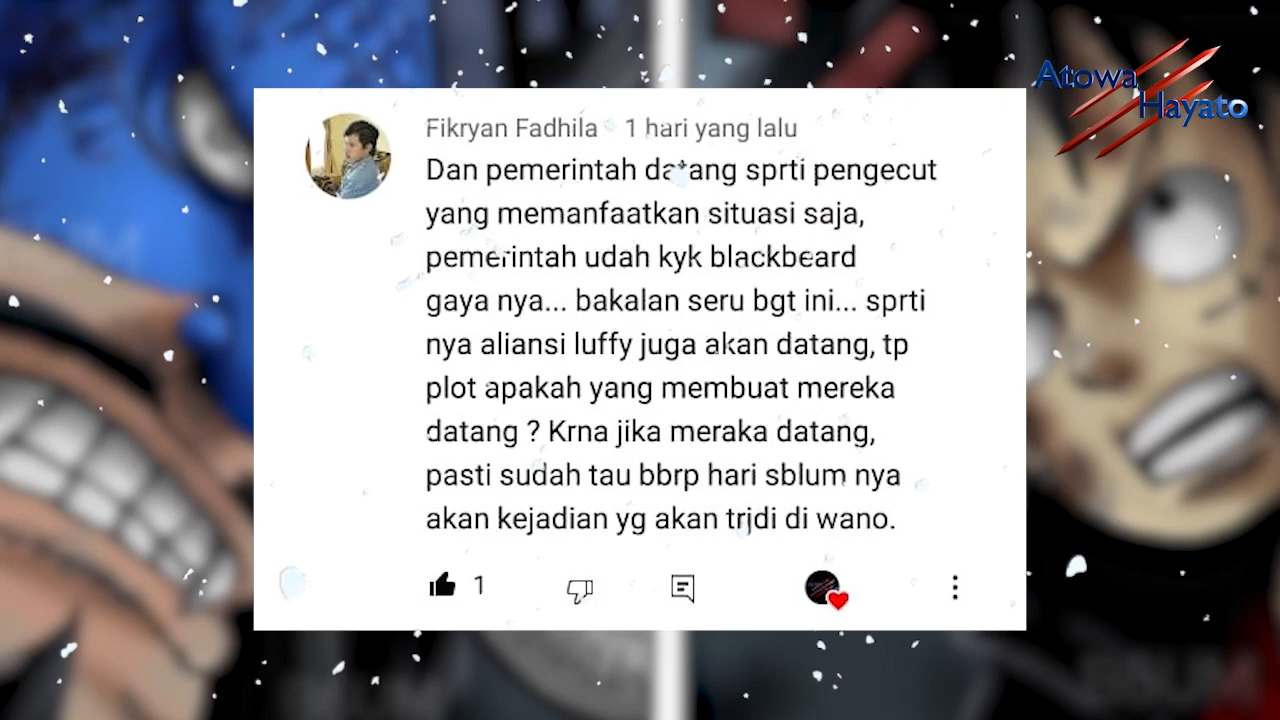 Atowa
Hayato
Fikryan Fadhila · 1 hari yang lalu
Dan pemerintah datang sprti pengecut
yang memanfaatkan situasi saja,
pemerintah udah kyk blackbeard
gaya nya... bakalan seru bgt ini... sprti
nya aliansi luffy juga akan datang, tp
plot apakah yang membuat mereka
datang ? Krna jika meraka datang,
pasti sudah tau bbrp hari sblum nya
akan kejadian yg akan trjdi di wano.
1